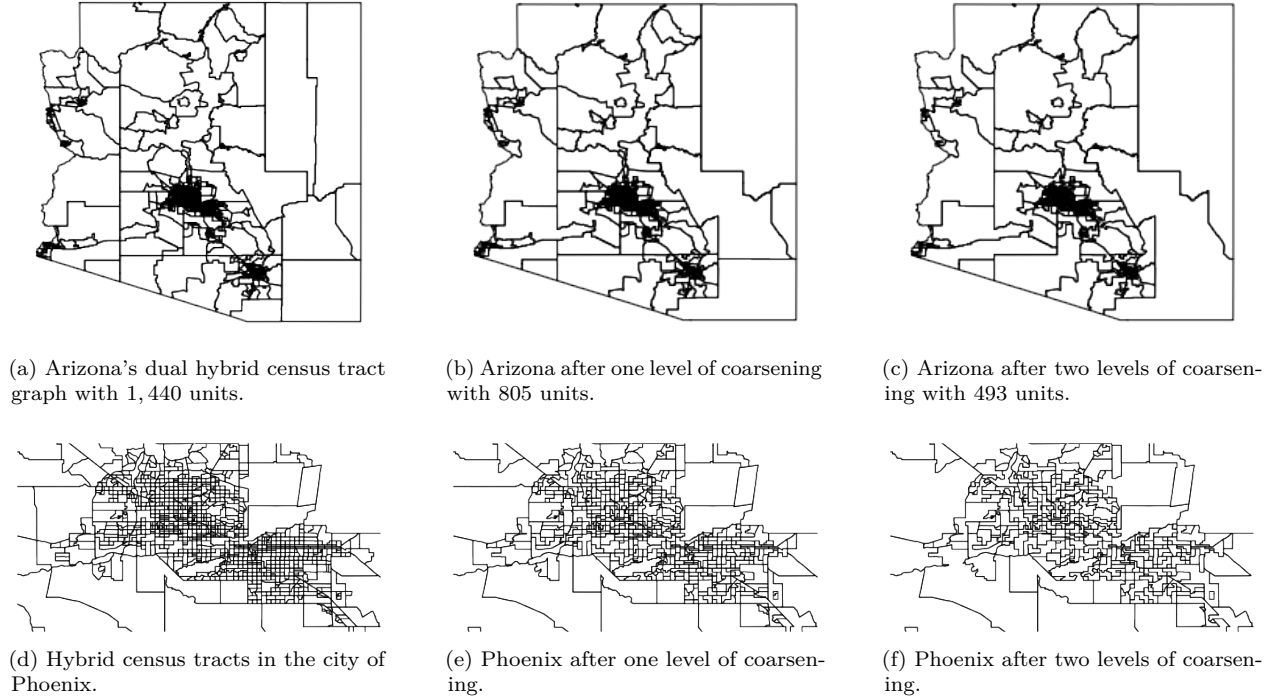 (a) Arizona's dual hybrid census tract
graph with 1, 440 units.
(b) Arizona after one level of coarsening
with 805 units.
(c) Arizona after two levels of coarsen-
ing with 493 units.
(d) Hybrid census tracts in the city of
Phoenix.
(e) Phoenix after one level of coarsen-
ing.
(f) Phoenix after two levels of coarsen-
ing.